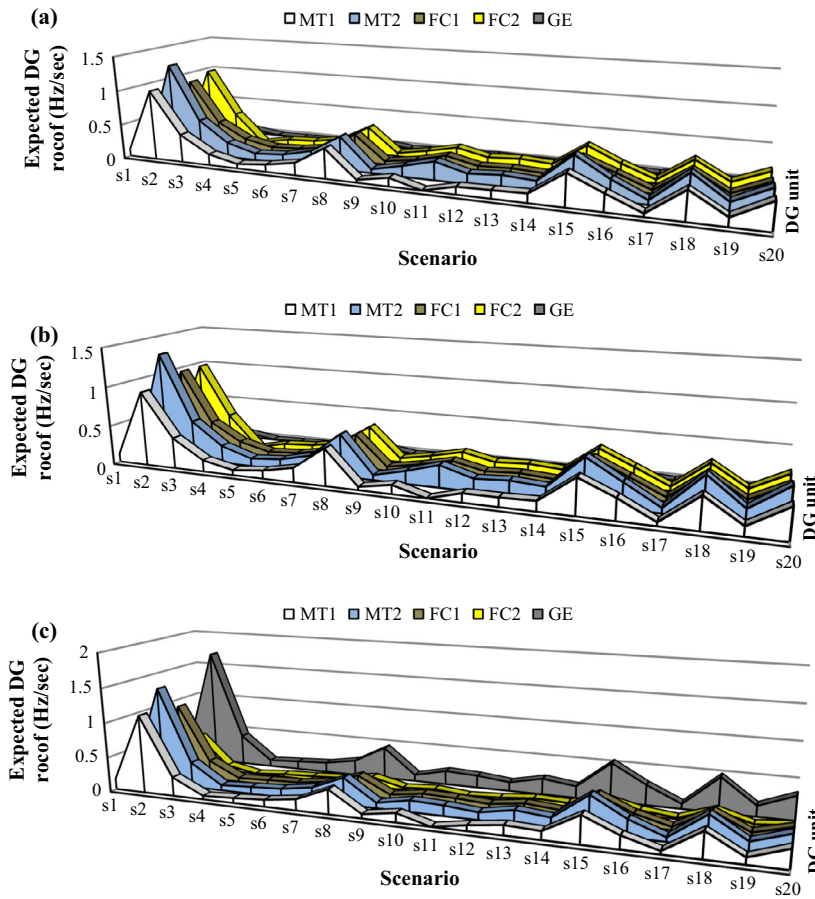 (a)
MT1 MT2 FC1 FC2 GE
Expected DG
rocof (Hz/sec)
1.5
1
0.5
0
s1 s2 s3 s4 s5 s6 s7 s8 s9 s10 s11 s12 s13 s14 s15 s16 s17 s18 s19 s20
Scenario
DG unit
(b)
MT1 MT2 FC1 FC2 GE
Expected DG
rocof (Hz/sec)
1.5
1
0.5
0
s1 s2 s3 s4 s5 s6 s7 s8 s9 s10 s11 s12 s13 s14 s15 s16 s17 s18 s19 s20
Scenario
DG unit
(c)
MT1 MT2 FC1 FC2 GE
Expected DG
rocof (Hz/sec)
2
1.5
1
0.5
0
s1 s2 s3 s4 s5 s6 s7 s8 s9 s10 s11 s12 s13 s14 s15 s16 s17 s18 s19 s20
Scenario
DG unit